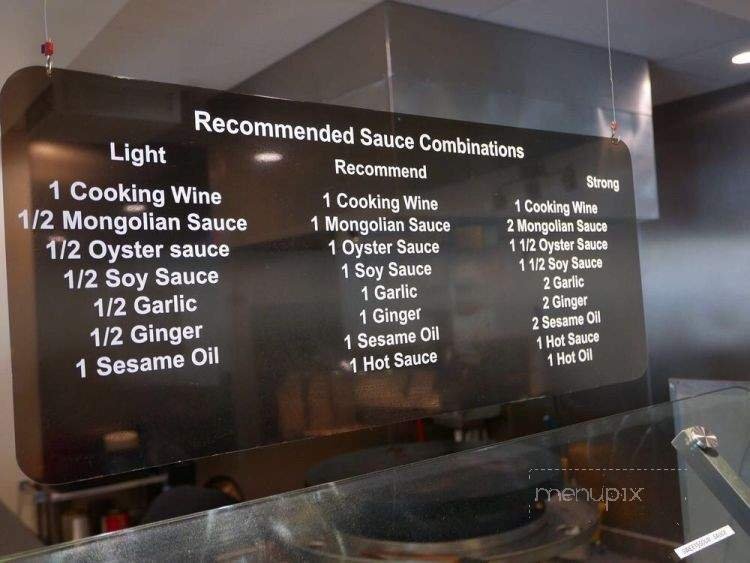 Recommended Sauce Combinations
Light
1 Cooking Wine
1/2 Mongolian Sauce
1/2 Oyster sauce
1/2 Soy Sauce
1/2 Garlic
1/2 Ginger
1 Sesame Oil
Recommend
1 Cooking Wine
1 Mongolian Sauce
1 Oyster Sauce
1 Soy Sauce
1 Garlic
1 Ginger
1 Sesame Oil
1 Hot Sauce
Strong
1 Cooking Wine
2 Mongolian Sauce
1 1/2 Oyster Sauce
1 1/2 Soy Sauce
2 Garlic
2 Ginger
2 Sesame Oil
1 Hot Sauce
1 Hot Oil
menupix